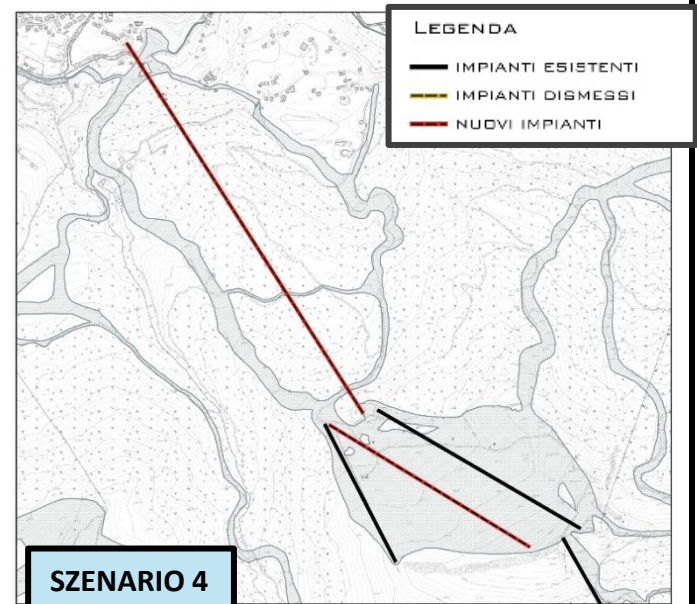 LEGENDA
IMPIANTI ESISTENTI
IMPIANTI DISMESSI
NUOVI IMPIANTI
SZENARIO 4